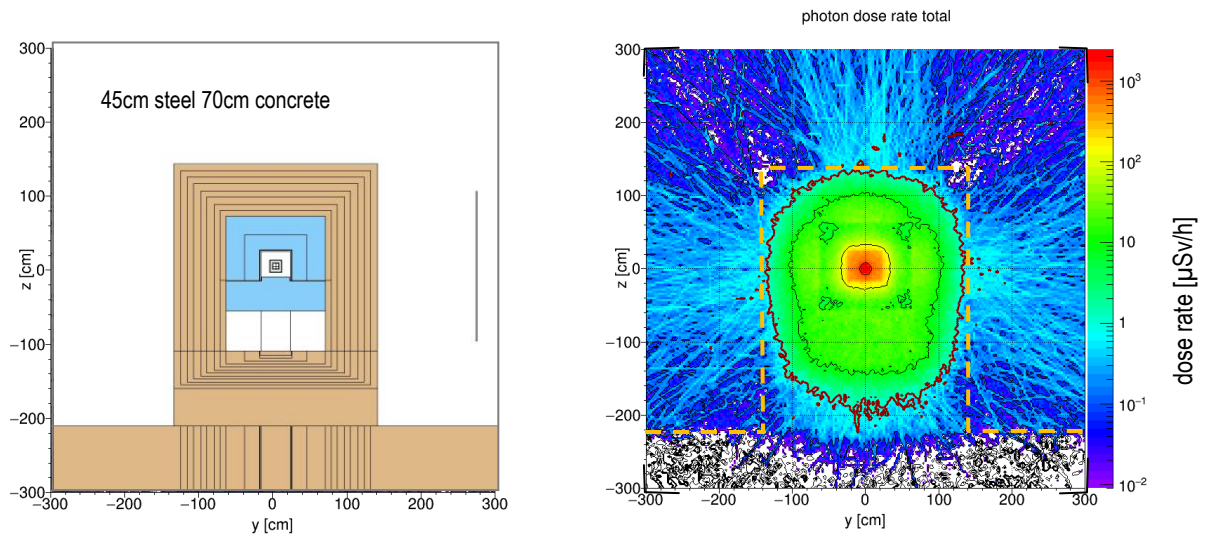 photon dose rate total
45cm steel 70cm concrete
300
200
100
0
−100
−200
−300
z [cm]
−300 −200 −100 0 100 200 300
y [cm]
300
200
100
0
−100
−200
−300
z [cm]
−300 −200 −100 0 100 200 300
y [cm]
10³
10²
10
1
10⁻¹
10⁻²
dose rate [µSv/h]